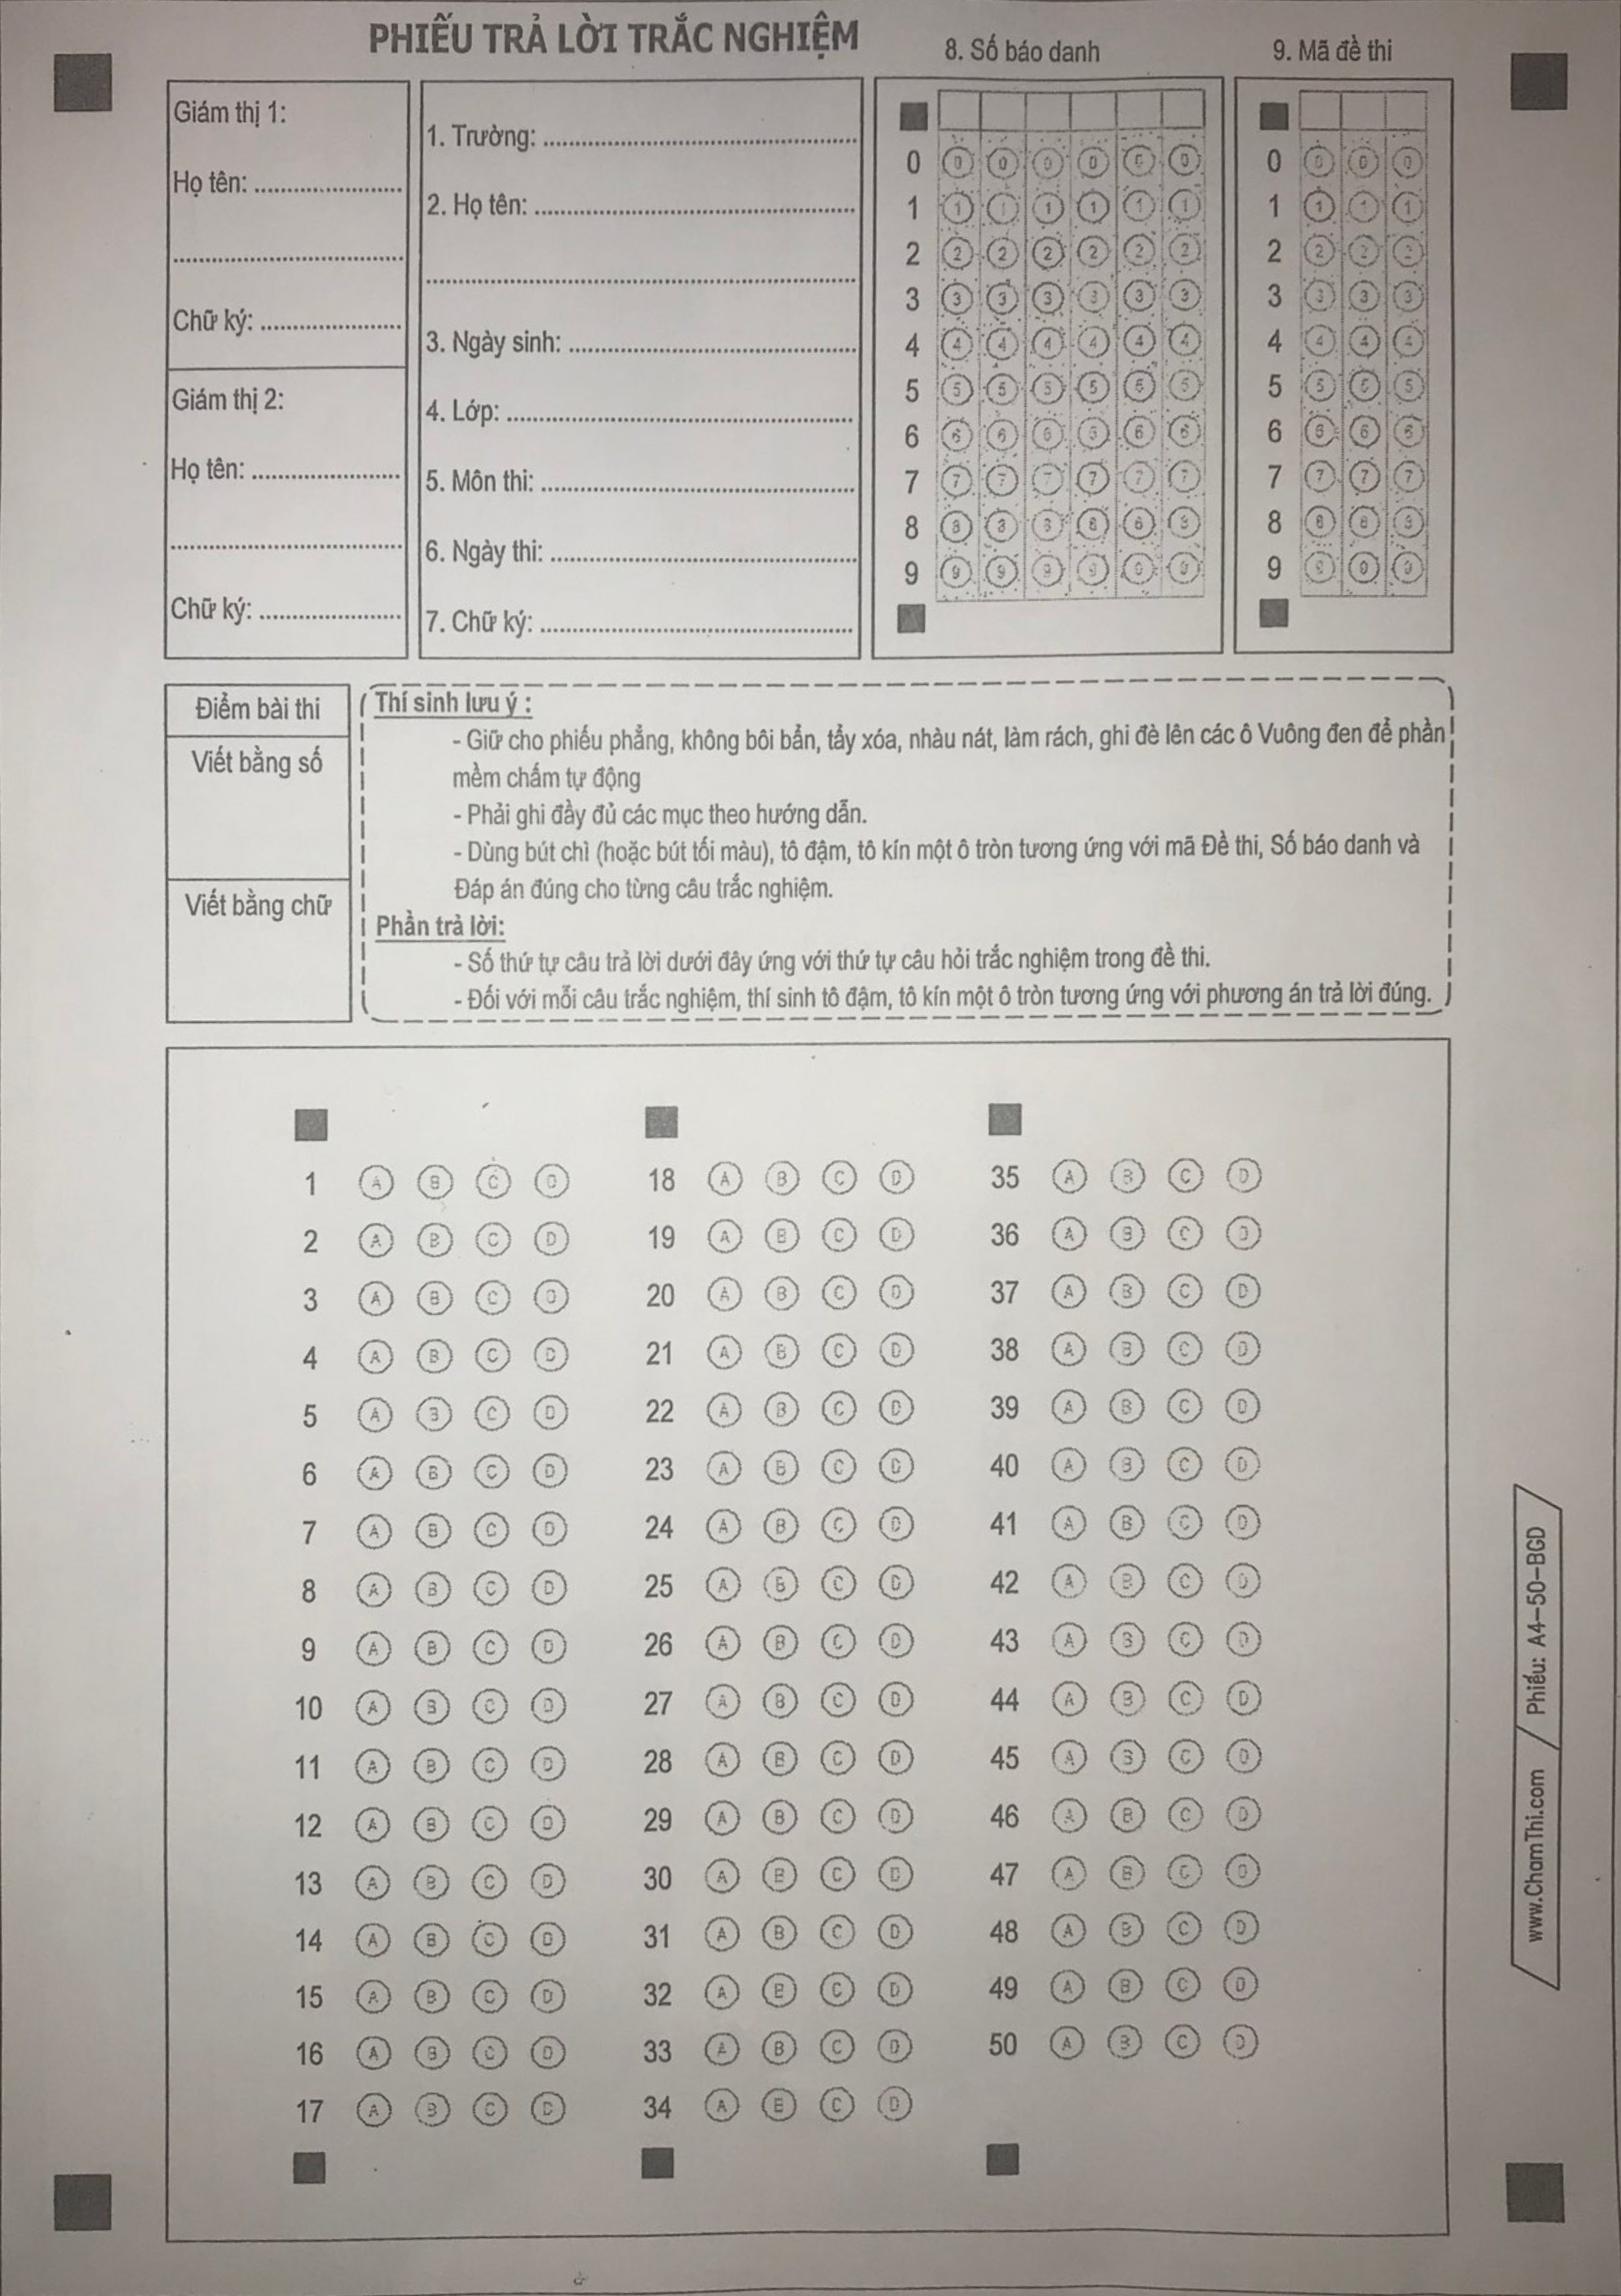 PHIẾU TRẢ LỜI TRẮC NGHIỆM
8. Số báo danh
9. Mã đề thi
Giám thị 1:
Họ tên: ........................
......................................
Chữ ký: .......................
Giám thị 2:
Họ tên: ........................
......................................
Chữ ký: .......................
1. Trường: ....................................................
2. Họ tên: .....................................................
.......................................................................
3. Ngày sinh: ...............................................
4. Lớp: .........................................................
5. Môn thi: ....................................................
6. Ngày thi: ..................................................
7. Chữ ký: ....................................................
0 0 0 0 0 0 0
1 1 1 1 1 1 1
2 2 2 2 2 2 2
3 3 3 3 3 3 3
4 4 4 4 4 4 4
5 5 5 5 5 5 5
6 6 6 6 6 6 6
7 7 7 7 7 7 7
8 8 8 8 8 8 8
9 9 9 9 9 9 9
0 0 0 0
1 1 1 1
2 2 2 2
3 3 3 3
4 4 4 4
5 5 5 5
6 6 6 6
7 7 7 7
8 8 8 8
9 9 9 9
Điểm bài thi
Viết bằng số
Viết bằng chữ
Thí sinh lưu ý :
- Giữ cho phiếu phẳng, không bôi bẩn, tẩy xóa, nhàu nát, làm rách, ghi đè lên các ô Vuông đen để phần
mềm chấm tự động
- Phải ghi đầy đủ các mục theo hướng dẫn.
- Dùng bút chì (hoặc bút tối màu), tô đậm, tô kín một ô tròn tương ứng với mã Đề thi, Số báo danh và
Đáp án đúng cho từng câu trắc nghiệm.
Phần trả lời:
- Số thứ tự câu trả lời dưới đây ứng với thứ tự câu hỏi trắc nghiệm trong đề thi.
- Đối với mỗi câu trắc nghiệm, thí sinh tô đậm, tô kín một ô tròn tương ứng với phương án trả lời đúng.
1 A B C D
2 A B C D
3 A B C D
4 A B C D
5 A B C D
6 A B C D
7 A B C D
8 A B C D
9 A B C D
10 A B C D
11 A B C D
12 A B C D
13 A B C D
14 A B C D
15 A B C D
16 A B C D
17 A B C D
18 A B C D
19 A B C D
20 A B C D
21 A B C D
22 A B C D
23 A B C D
24 A B C D
25 A B C D
26 A B C D
27 A B C D
28 A B C D
29 A B C D
30 A B C D
31 A B C D
32 A B C D
33 A B C D
34 A B C D
35 A B C D
36 A B C D
37 A B C D
38 A B C D
39 A B C D
40 A B C D
41 A B C D
42 A B C D
43 A B C D
44 A B C D
45 A B C D
46 A B C D
47 A B C D
48 A B C D
49 A B C D
50 A B C D
www.ChamThi.com / Phiếu: A4-50-BGD